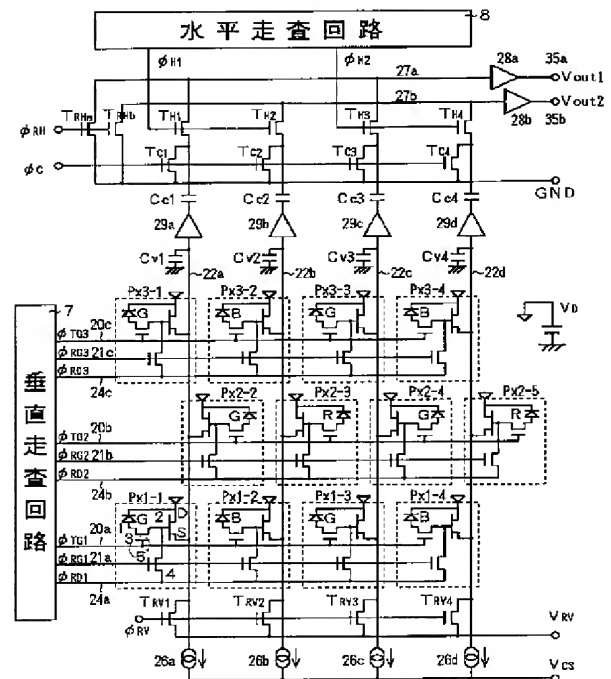 水平走査回路 8
φH1 φH2 28a 35a
27a Vout1
TRHa TRHb 27b Vout2
φRH TH1 TH2 TH3 TH4 28b 35b
φC TC1 TC2 TC3 TC4
GND
Cc1 Cc2 Cc3 Cc4
29a 29b 29c 29d
Cv1 Cv2 Cv3 Cv4
22a 22b 22c 22d
Px3-1 Px3-2 Px3-3 Px3-4
7 G B G B VD
φTG3 20c
φRG3 21c
φRD3
24c
垂直走査回路
Px2-2 Px2-3 Px2-4 Px2-5
G R G R
20b
φTG2
φRG2 21b
φRD2
24b
Px1-1 Px1-2 Px1-3 Px1-4
20a G 2 D B G B
φTG1 3 S
φRG1 21a 5
φRD1 4
24a
TRV1 TRV2 TRV3 TRV4
φRV VRV
26a 26b 26c 26d VCS